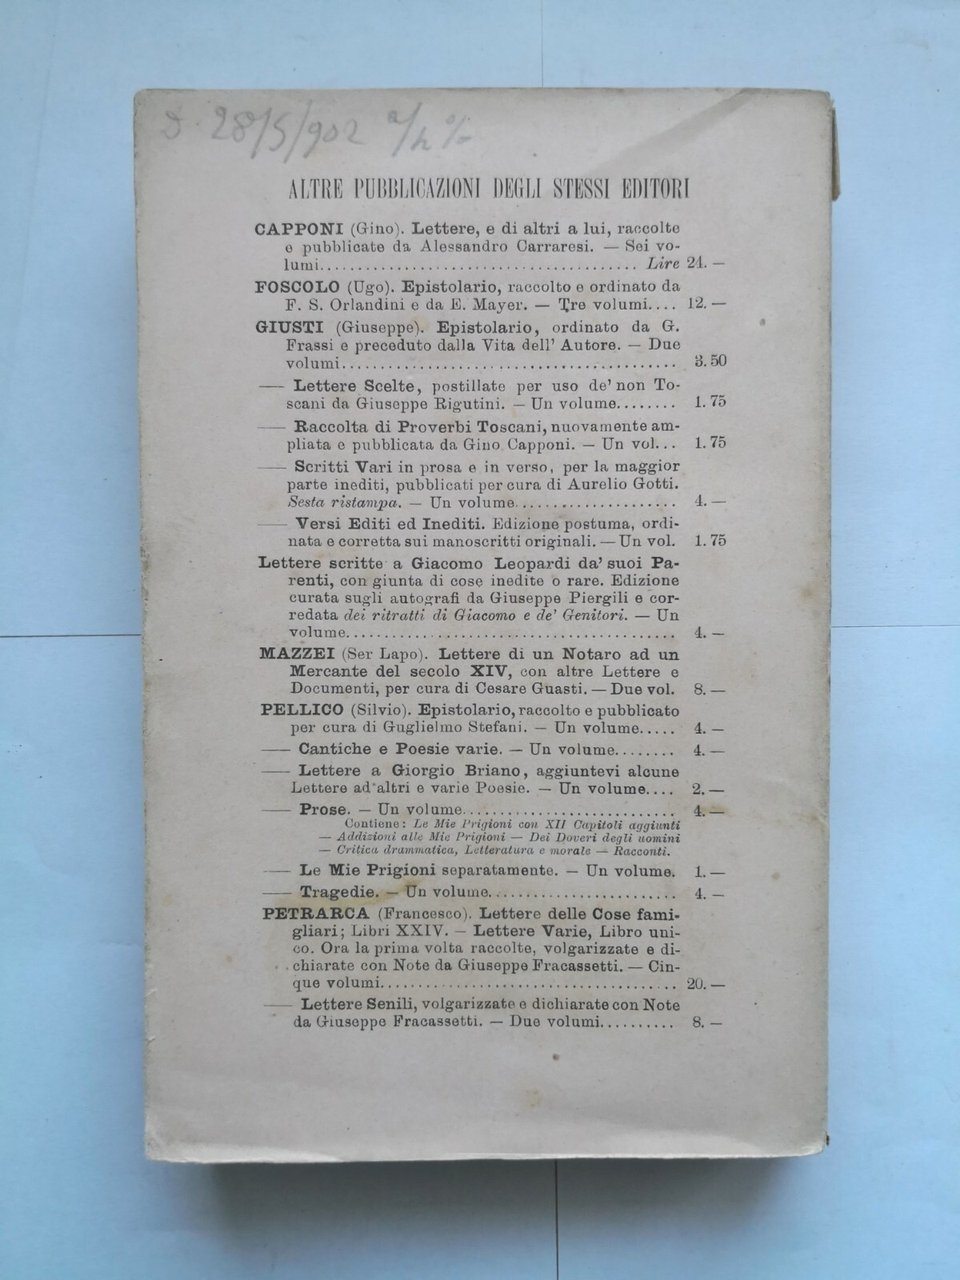 28/5/902
ALTRE PUBBLICAZIONI DEGLI STESSI EDITORI
CAPPONI (Gino). Lettere, e di altri a lui, raccolte
e pubblicate da Alessandro Carraresi. — Sei vo-
lumi........................................ Lire 24. —
FOSCOLO (Ugo). Epistolario, raccolto e ordinato da
F. S. Orlandini e da E. Mayer. — Tre volumi.... 12. —
GIUSTI (Giuseppe). Epistolario, ordinato da G.
Frassi e preceduto dalla Vita dell' Autore. — Due
volumi............................................ 3. 50
—— Lettere Scelte, postillate per uso de' non To-
scani da Giuseppe Rigutini. — Un volume........ 1. 75
—— Raccolta di Proverbi Toscani, nuovamente am-
pliata e pubblicata da Gino Capponi. — Un vol... 1. 75
—— Scritti Vari in prosa e in verso, per la maggior
parte inediti, pubblicati per cura di Aurelio Gotti.
Sesta ristampa. — Un volume..................... 4. —
—— Versi Editi ed Inediti. Edizione postuma, ordi-
nata e corretta sui manoscritti originali. — Un vol. 1. 75
Lettere scritte a Giacomo Leopardi da' suoi Pa-
renti, con giunta di cose inedite o rare. Edizione
curata sugli autografi da Giuseppe Piergili e cor-
redata dei ritratti di Giacomo e de' Genitori. — Un
volume........................................... 4. —
MAZZEI (Ser Lapo). Lettere di un Notaro ad un
Mercante del secolo XIV, con altre Lettere e
Documenti, per cura di Cesare Guasti. — Due vol. 8. —
PELLICO (Silvio). Epistolario, raccolto e pubblicato
per cura di Guglielmo Stefani. — Un volume..... 4. —
—— Cantiche e Poesie varie. — Un volume........ 4. —
—— Lettere a Giorgio Briano, aggiuntevi alcune
Lettere ad altri e varie Poesie. — Un volume.... 2. —
—— Prose. — Un volume............................ 4. —
Contiene: Le Mie Prigioni con XII Capitoli aggiunti
— Addizioni alle Mie Prigioni — Dei Doveri degli uomini
— Critica drammatica, Letteratura e morale — Racconti.
—— Le Mie Prigioni separatamente. — Un volume. 1. —
—— Tragedie. — Un volume......................... 4. —
PETRARCA (Francesco). Lettere delle Cose fami-
gliari; Libri XXIV. — Lettere Varie, Libro uni-
co. Ora la prima volta raccolte, volgarizzate e di-
chiarate con Note da Giuseppe Fracassetti. — Cin-
que volumi....................................... 20. —
—— Lettere Senili, volgarizzate e dichiarate con Note
da Giuseppe Fracassetti. — Due volumi.......... 8. —